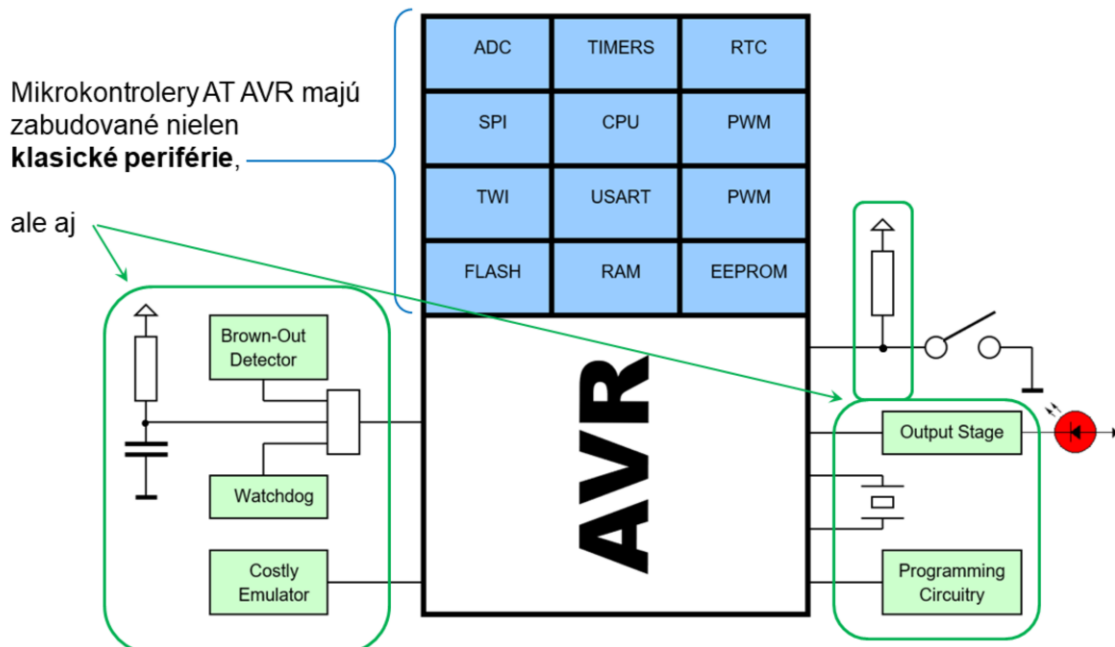 Mikrokontrolery AT AVR majú
zabudované nielen
klasické periférie,
ale aj
ADC
TIMERS
RTC
SPI
CPU
PWM
TWI
USART
PWM
FLASH
RAM
EEPROM
AVR
Brown-Out
Detector
Watchdog
Costly
Emulator
Output Stage
Programming
Circuitry